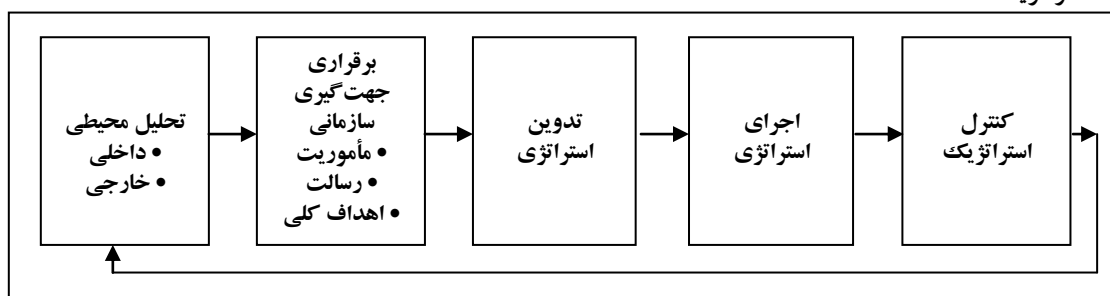 تحلیل محیطی
• داخلی
• خارجی
برقراری
جهت‌گیری
سازمانی
• مأموریت
• رسالت
• اهداف کلی
تدوین
استراتژی
اجرای
استراتژی
کنترل
استراتژیک